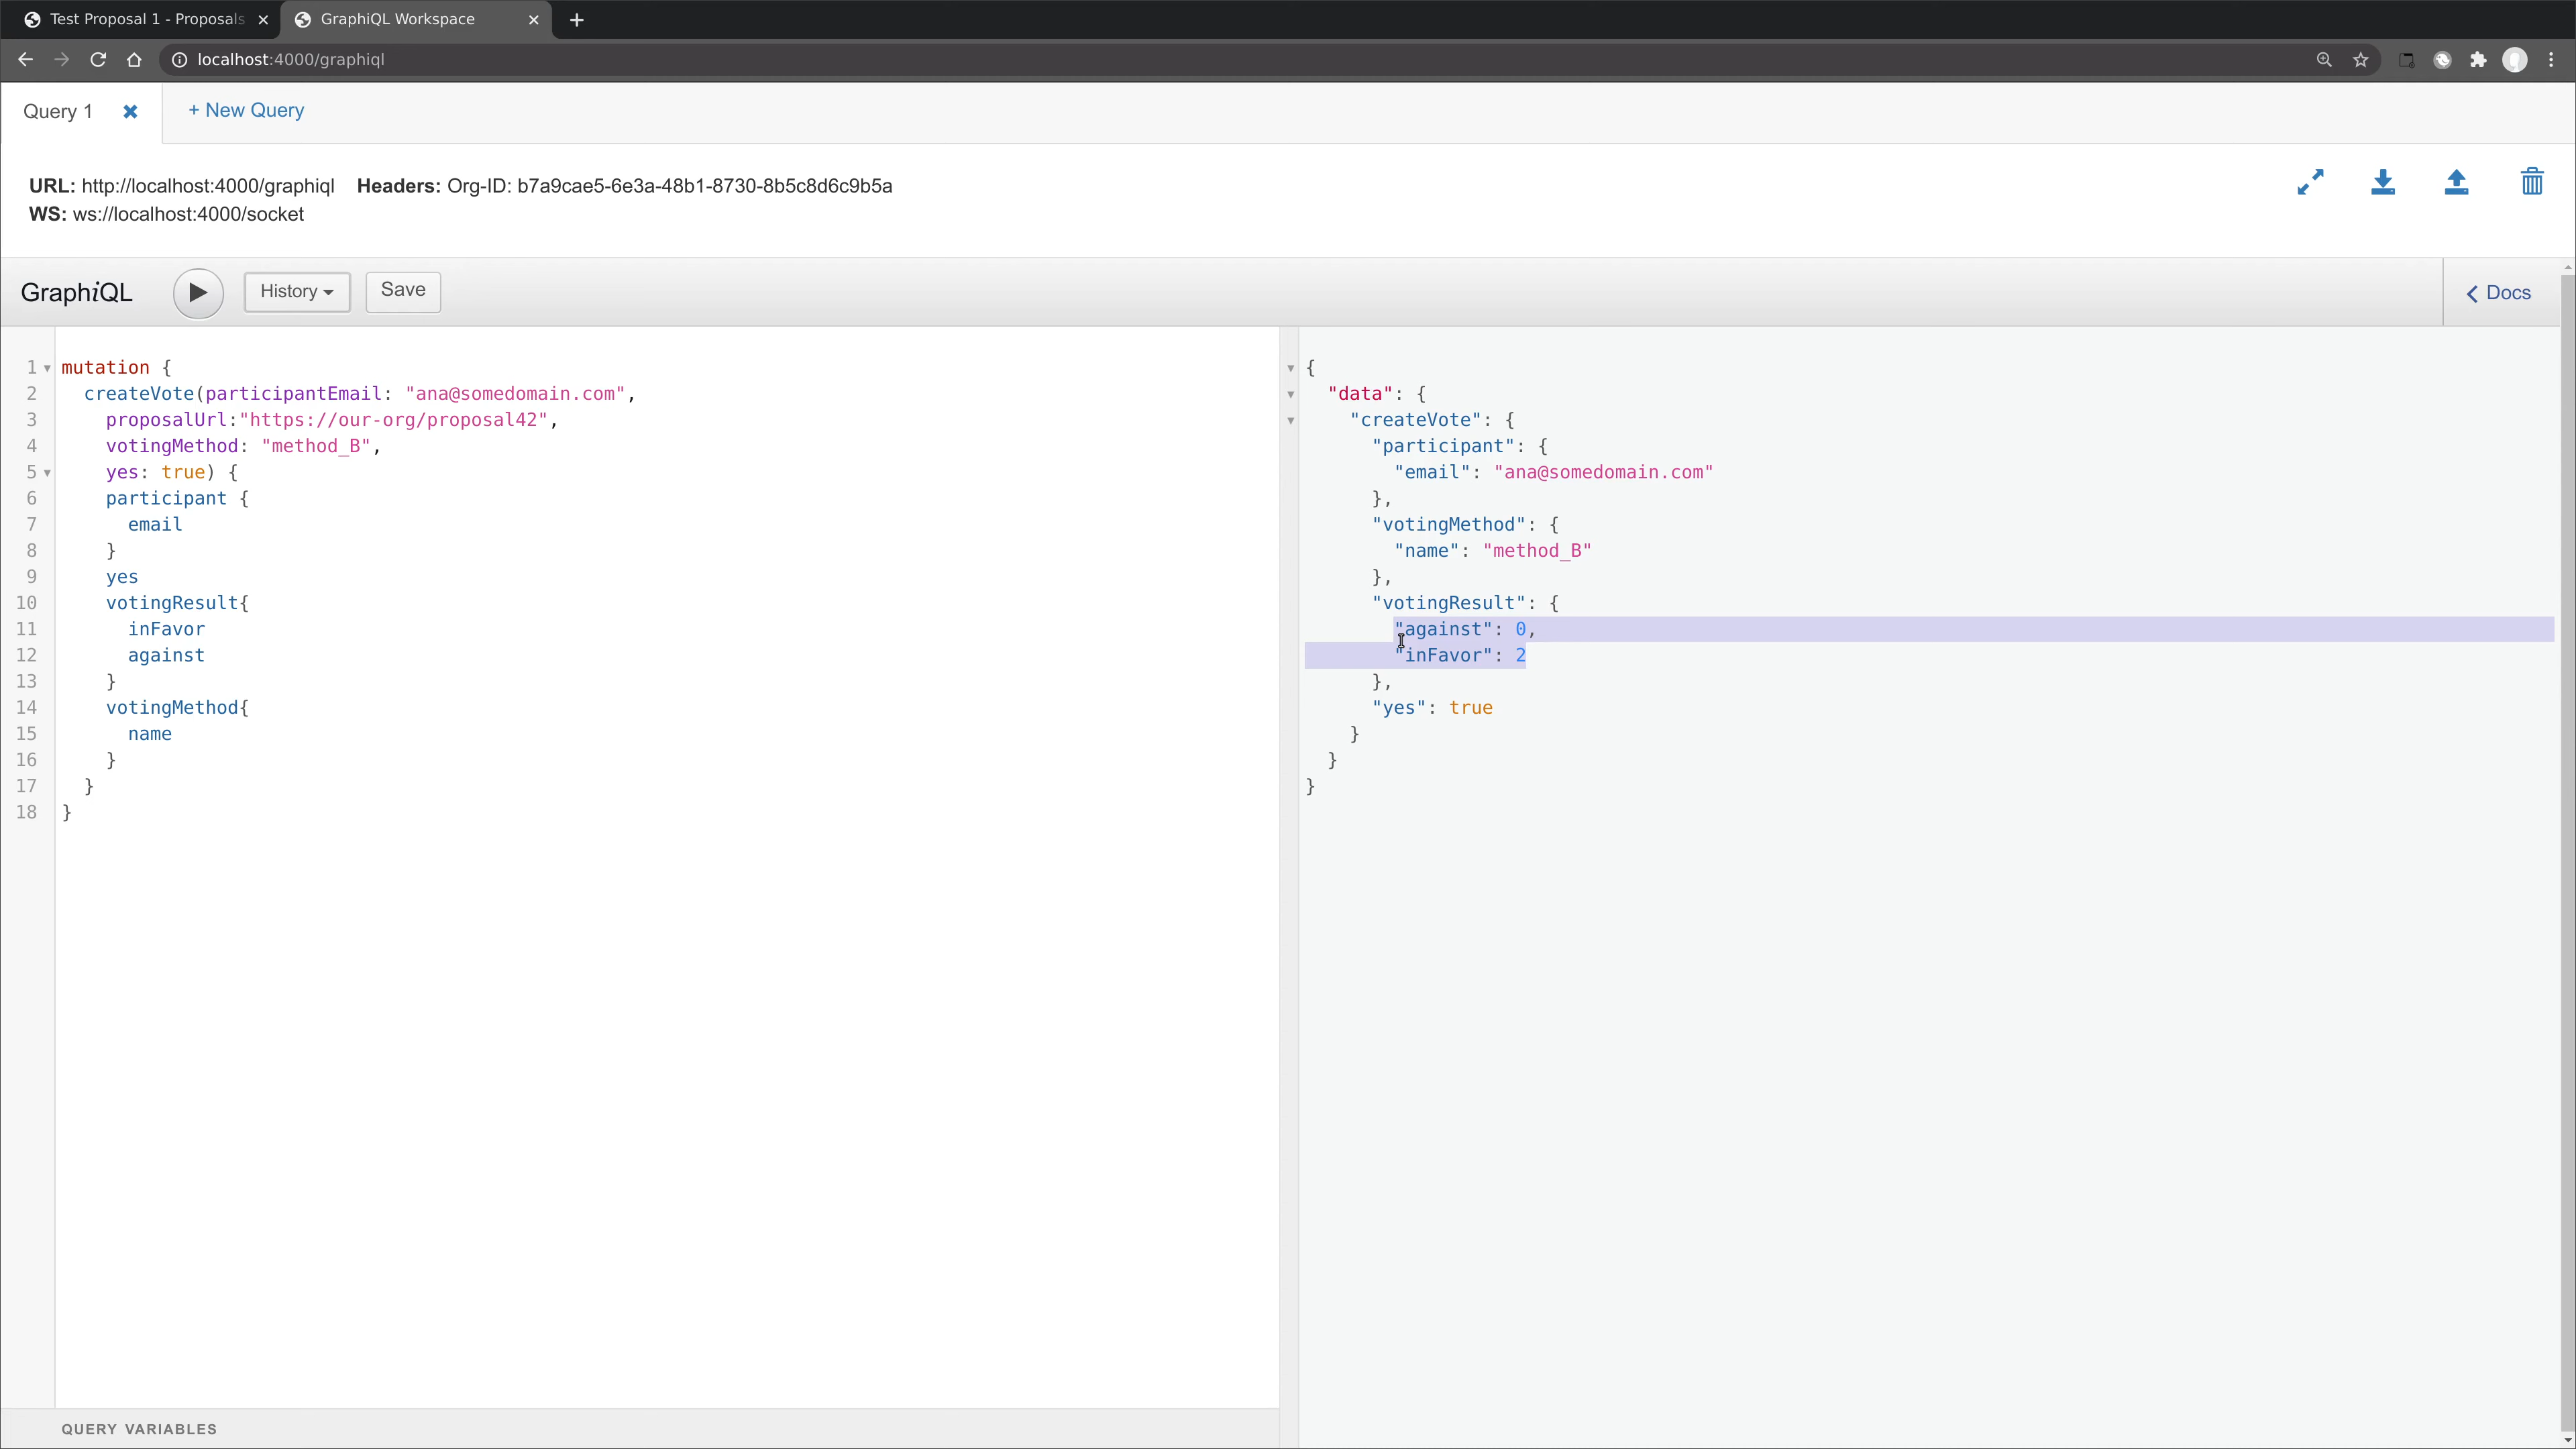 Test Proposal 1 - Proposals
GraphiQL Workspace
localhost:4000/graphiql
Query 1
+ New Query
URL: http://localhost:4000/graphiql Headers: Org-ID: b7a9cae5-6e3a-48b1-8730-8b5c8d6c9b5a
WS: ws://localhost:4000/socket
GraphiQL
History
Save
Docs
1 mutation {
2 createVote(participantEmail: "ana@somedomain.com",
3 proposalUrl:"https://our-org/proposal42",
4 votingMethod: "method_B",
5 yes: true) {
6 participant {
7 email
8 }
9 yes
10 votingResult{
11 inFavor
12 against
13 }
14 votingMethod{
15 name
16 }
17 }
18 }
{
"data": {
"createVote": {
"participant": {
"email": "ana@somedomain.com"
},
"votingMethod": {
"name": "method_B"
},
"votingResult": {
"against": 0,
"inFavor": 2
},
"yes": true
}
}
}
QUERY VARIABLES